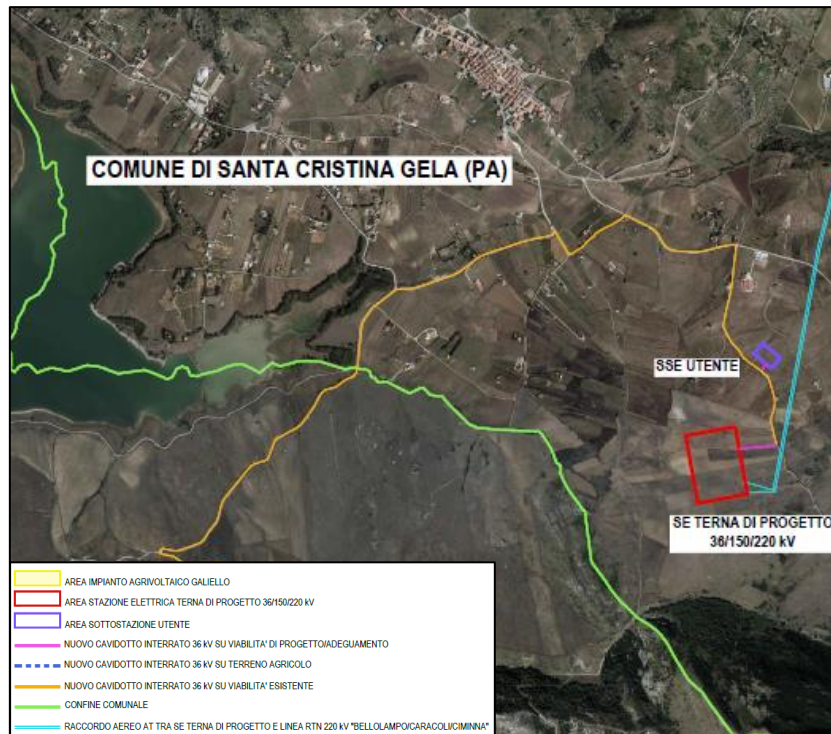 COMUNE DI SANTA CRISTINA GELA (PA)
SSE UTENTE
SE TERNA DI PROGETTO
36/150/220 kV
AREA IMPIANTO AGRIVOLTAICO GALIELLO
AREA STAZIONE ELETTRICA TERNA DI PROGETTO 36/150/220 kV
AREA SOTTOSTAZIONE UTENTE
NUOVO CAVIDOTTO INTERRATO 36 kV SU VIABILITA' DI PROGETTO/ADEGUAMENTO
NUOVO CAVIDOTTO INTERRATO 36 kV SU TERRENO AGRICOLO
NUOVO CAVIDOTTO INTERRATO 36 kV SU VIABILITA' ESISTENTE
CONFINE COMUNALE
RACCORDO AEREO AT TRA SE TERNA DI PROGETTO E LINEA RTN 220 kV "BELLOLAMPO/CARACOLI/CIMINNA"